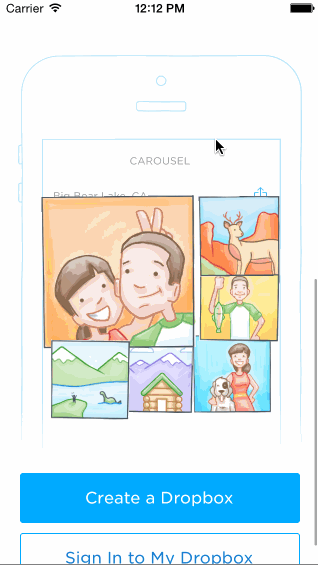 Carrier 12:12 PM
CAROUSEL
Big Bear Lake, CA
Create a Dropbox
Sign In to My Dropbox